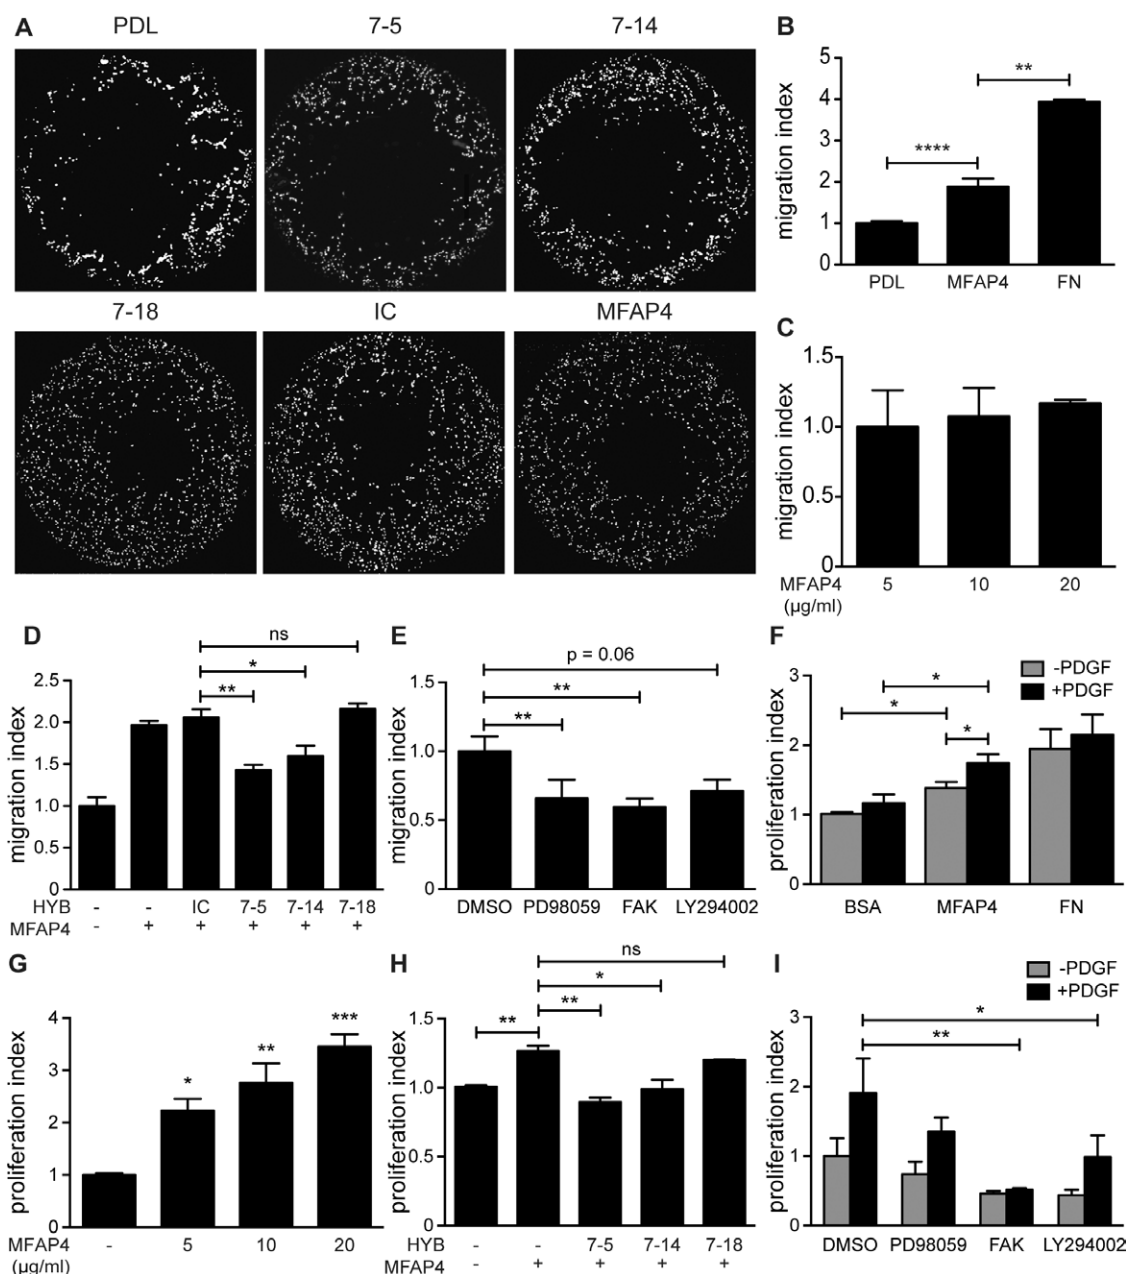 A
PDL
7-5
7-14
7-18
IC
MFAP4
B
migration index
5
4
3
2
1
0
****
**
PDL
MFAP4
FN
C
migration index
1.5
1.0
0.5
0
MFAP4
(µg/ml)
5
10
20
D
ns
*
**
migration index
2.5
2.0
1.5
1.0
0.5
0
HYB - - IC 7-5 7-14 7-18
MFAP4 - + + + + +
E
p = 0.06
**
**
migration index
1.5
1.0
0.5
0
DMSO PD98059 FAK LY294002
F
-PDGF
+PDGF
*
*
*
proliferation index
3
2
1
0
BSA MFAP4 FN
G
proliferation index
4
3
2
1
0
*
**
***
MFAP4 - 5 10 20
(µg/ml)
H
ns
*
**
**
proliferation index
1.5
1.0
0.5
0
HYB - - 7-5 7-14 7-18
MFAP4 - + + + +
I
-PDGF
+PDGF
*
**
proliferation index
3
2
1
0
DMSO PD98059 FAK LY294002